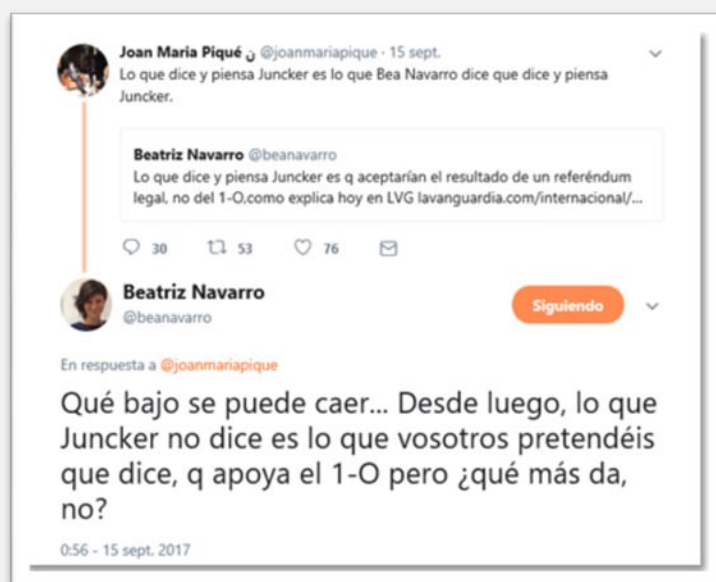 Joan Maria Piqué ن @joanmariapique · 15 sept.
Lo que dice y piensa Juncker es lo que Bea Navarro dice que dice y piensa
Juncker.
Beatriz Navarro @beanavarro
Lo que dice y piensa Juncker es q aceptarían el resultado de un referéndum
legal, no del 1-O,como explica hoy en LVG lavanguardia.com/internacional/...
30 53 76
Beatriz Navarro
@beanavarro
Siguiendo
En respuesta a @joanmariapique
Qué bajo se puede caer... Desde luego, lo que
Juncker no dice es lo que vosotros pretendéis
que dice, q apoya el 1-O pero ¿qué más da,
no?
0:56 - 15 sept. 2017